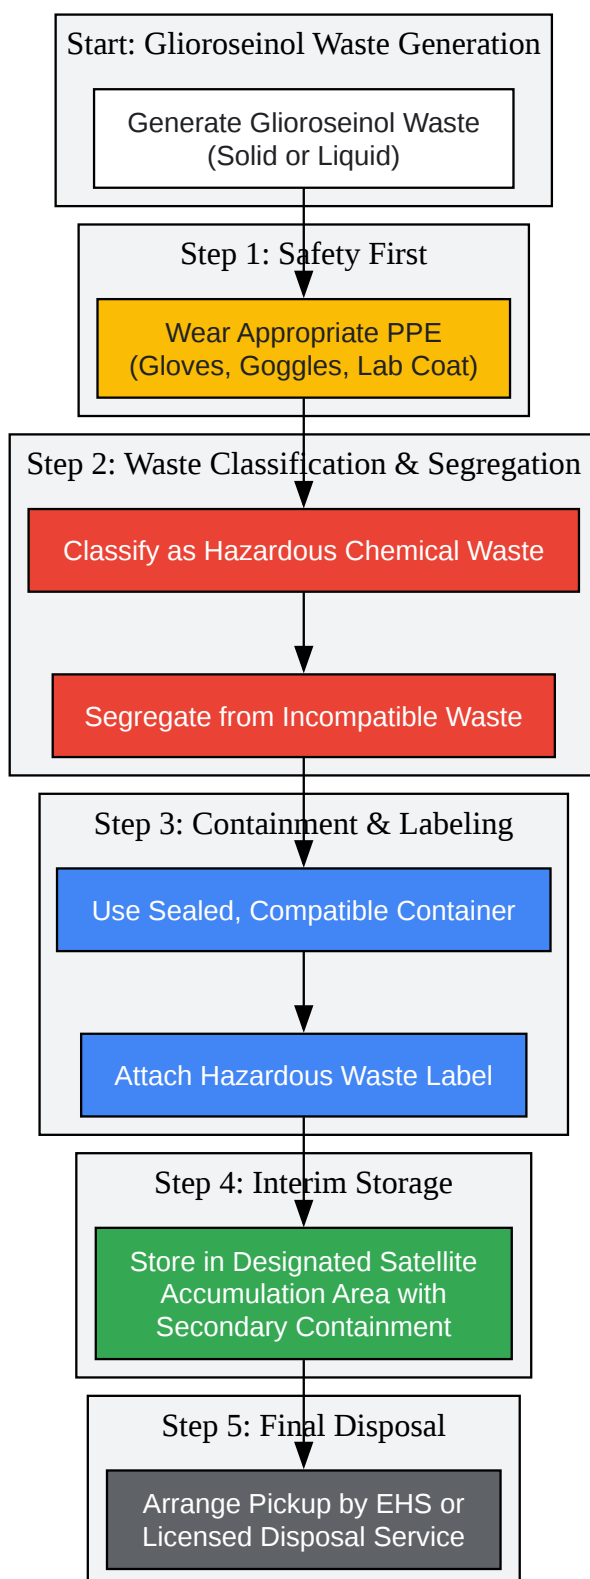 Start: Glioroseinol Waste Generation
Generate Glioroseinol Waste
(Solid or Liquid)
Step 1: Safety First
Wear Appropriate PPE
(Gloves, Goggles, Lab Coat)
Step 2: Waste Classification & Segregation
Classify as Hazardous Chemical Waste
Segregate from Incompatible Waste
Step 3: Containment & Labeling
Use Sealed, Compatible Container
Attach Hazardous Waste Label
Step 4: Interim Storage
Store in Designated Satellite
Accumulation Area with
Secondary Containment
Step 5: Final Disposal
Arrange Pickup by EHS or
Licensed Disposal Service